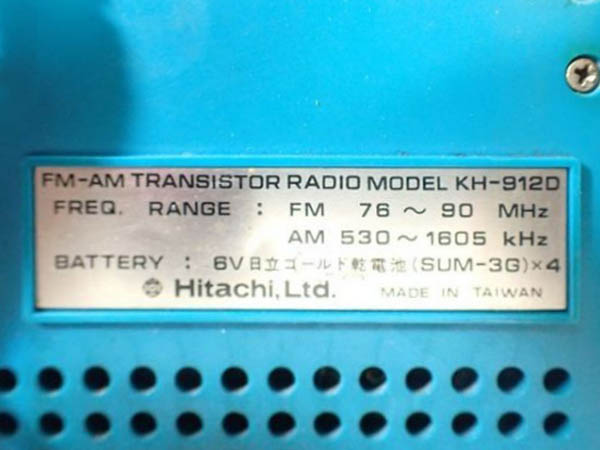 FM-AM TRANSISTOR RADIO MODEL KH-912D
FREQ. RANGE : FM 76 ~ 90 MHz
AM 530 ~ 1605 kHz
BATTERY : 6V日立ゴールド乾電池(SUM-3G)×4
Hitachi, Ltd. MADE IN TAIWAN